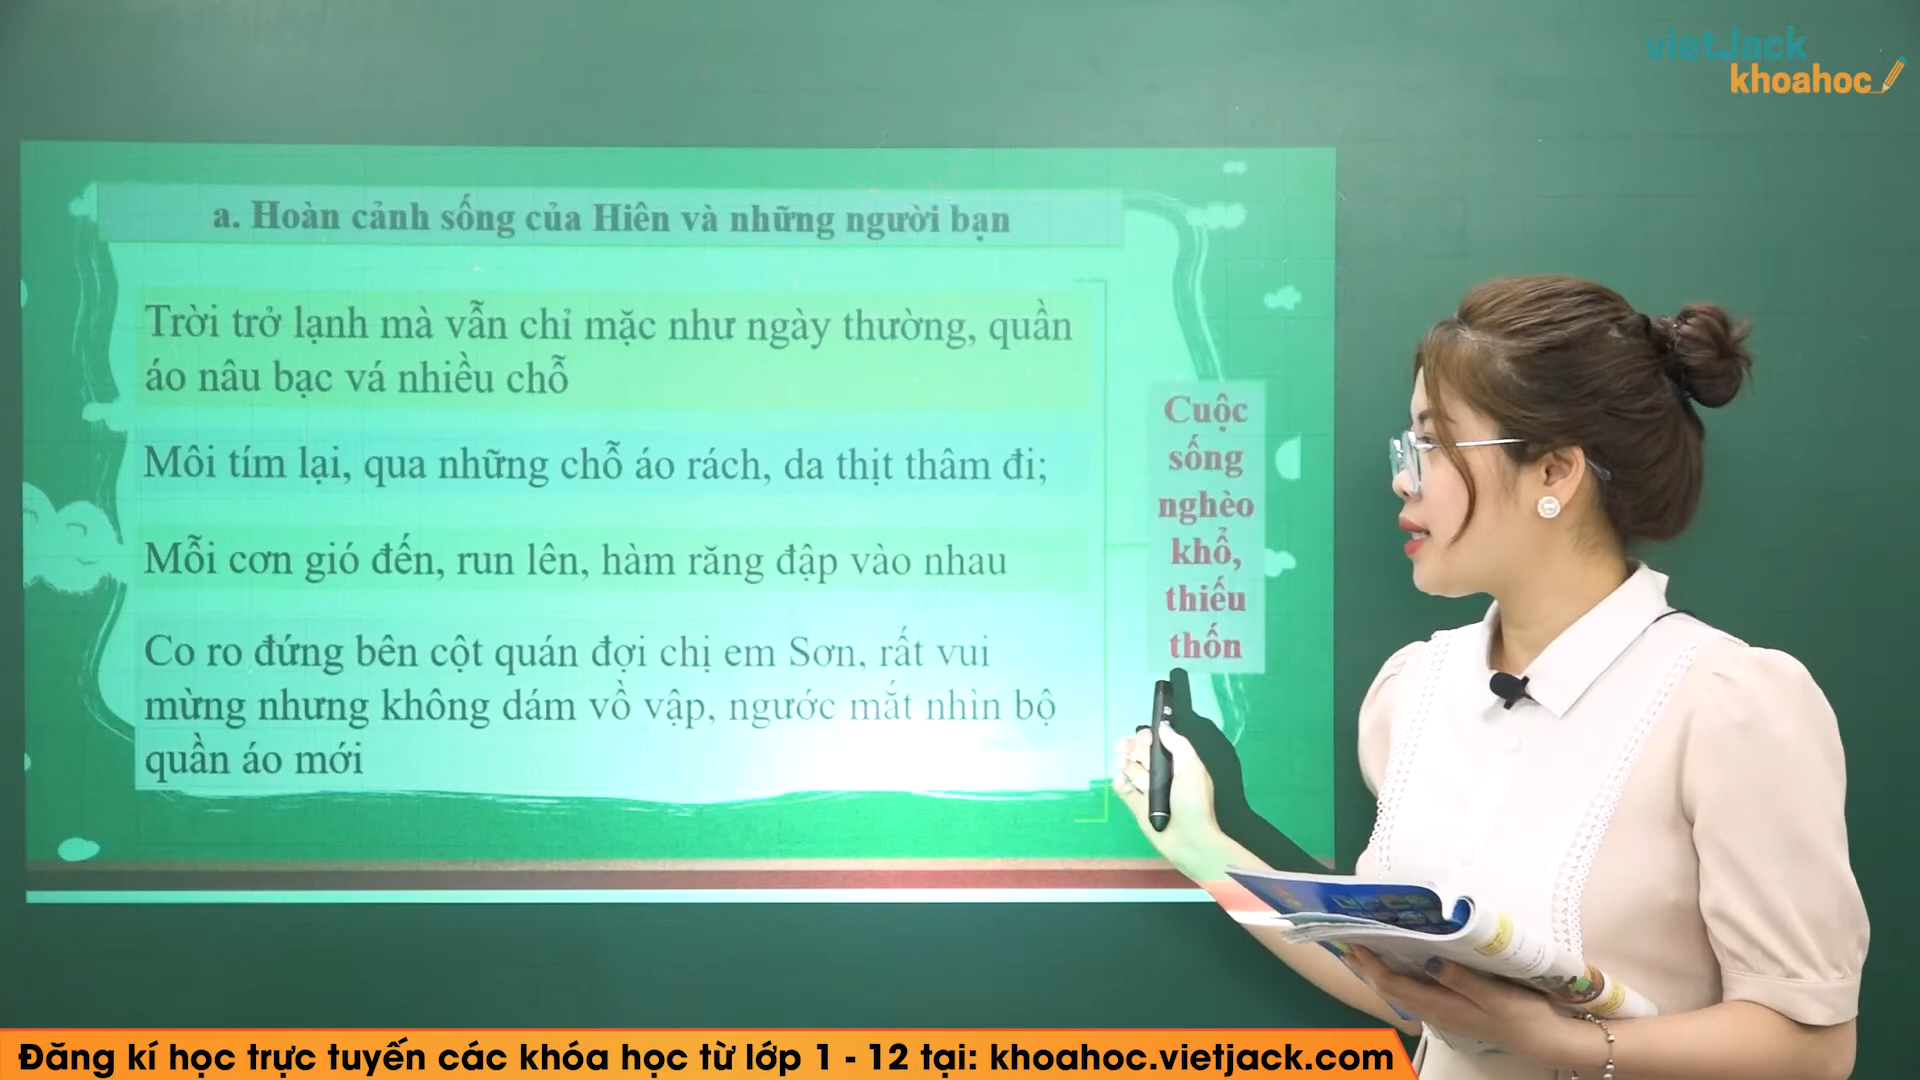 vietJack
khoahoc
a. Hoàn cảnh sống của Hiên và những người bạn
Trời trở lạnh mà vẫn chỉ mặc như ngày thường, quần
áo nâu bạc vá nhiều chỗ
Môi tím lại, qua những chỗ áo rách, da thịt thâm đi;
Mỗi cơn gió đến, run lên, hàm răng đập vào nhau
Co ro đứng bên cột quán đợi chị em Sơn, rất vui
mừng nhưng không dám vồ vập, ngước mắt nhìn bộ
quần áo mới
Cuộc
sống
nghèo
khổ,
thiếu
thốn
Đăng kí học trực tuyến các khóa học từ lớp 1 - 12 tại: khoahoc.vietjack.com